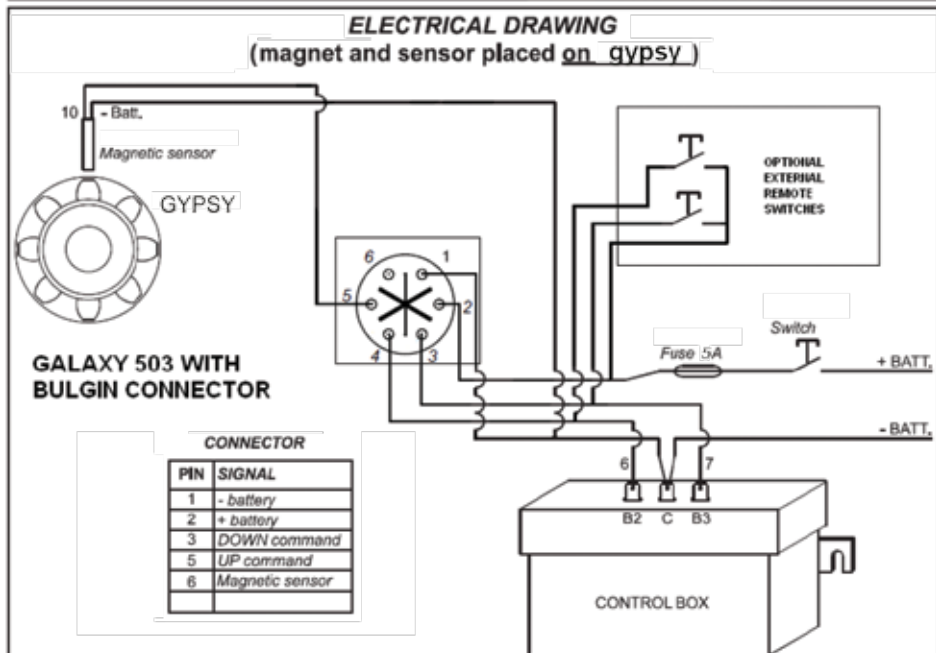 ELECTRICAL DRAWING
(magnet and sensor placed on gypsy)
10 - Batt.
Magnetic sensor
GYPSY
OPTIONAL
EXTERNAL
REMOTE
SWITCHES
6 1
5 2
4 3
Fuse 5A
Switch
+ BATT.
GALAXY 503 WITH
BULGIN CONNECTOR
- BATT.
CONNECTOR
PIN SIGNAL
1 - battery
2 + battery
3 DOWN command
5 UP command
6 Magnetic sensor
6 7
B2 C B3
CONTROL BOX